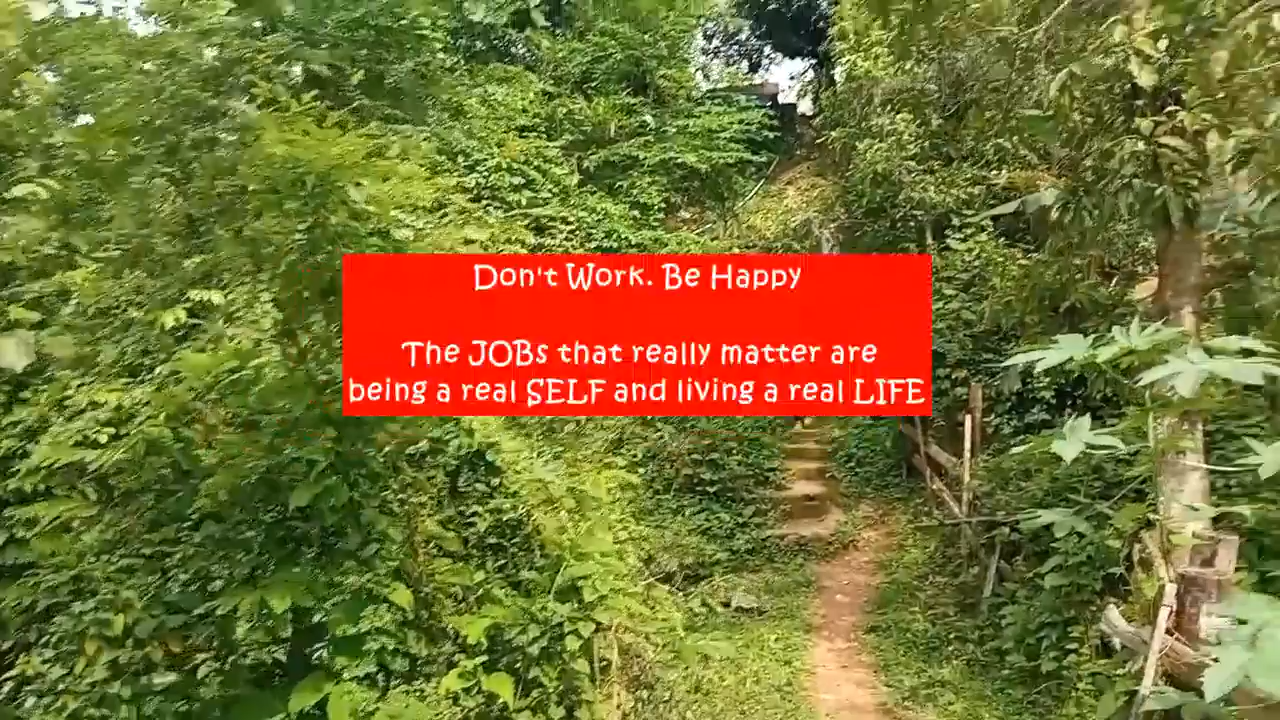 Don't Work. Be Happy
The JOBs that really matter are
being a real SELF and living a real LIFE